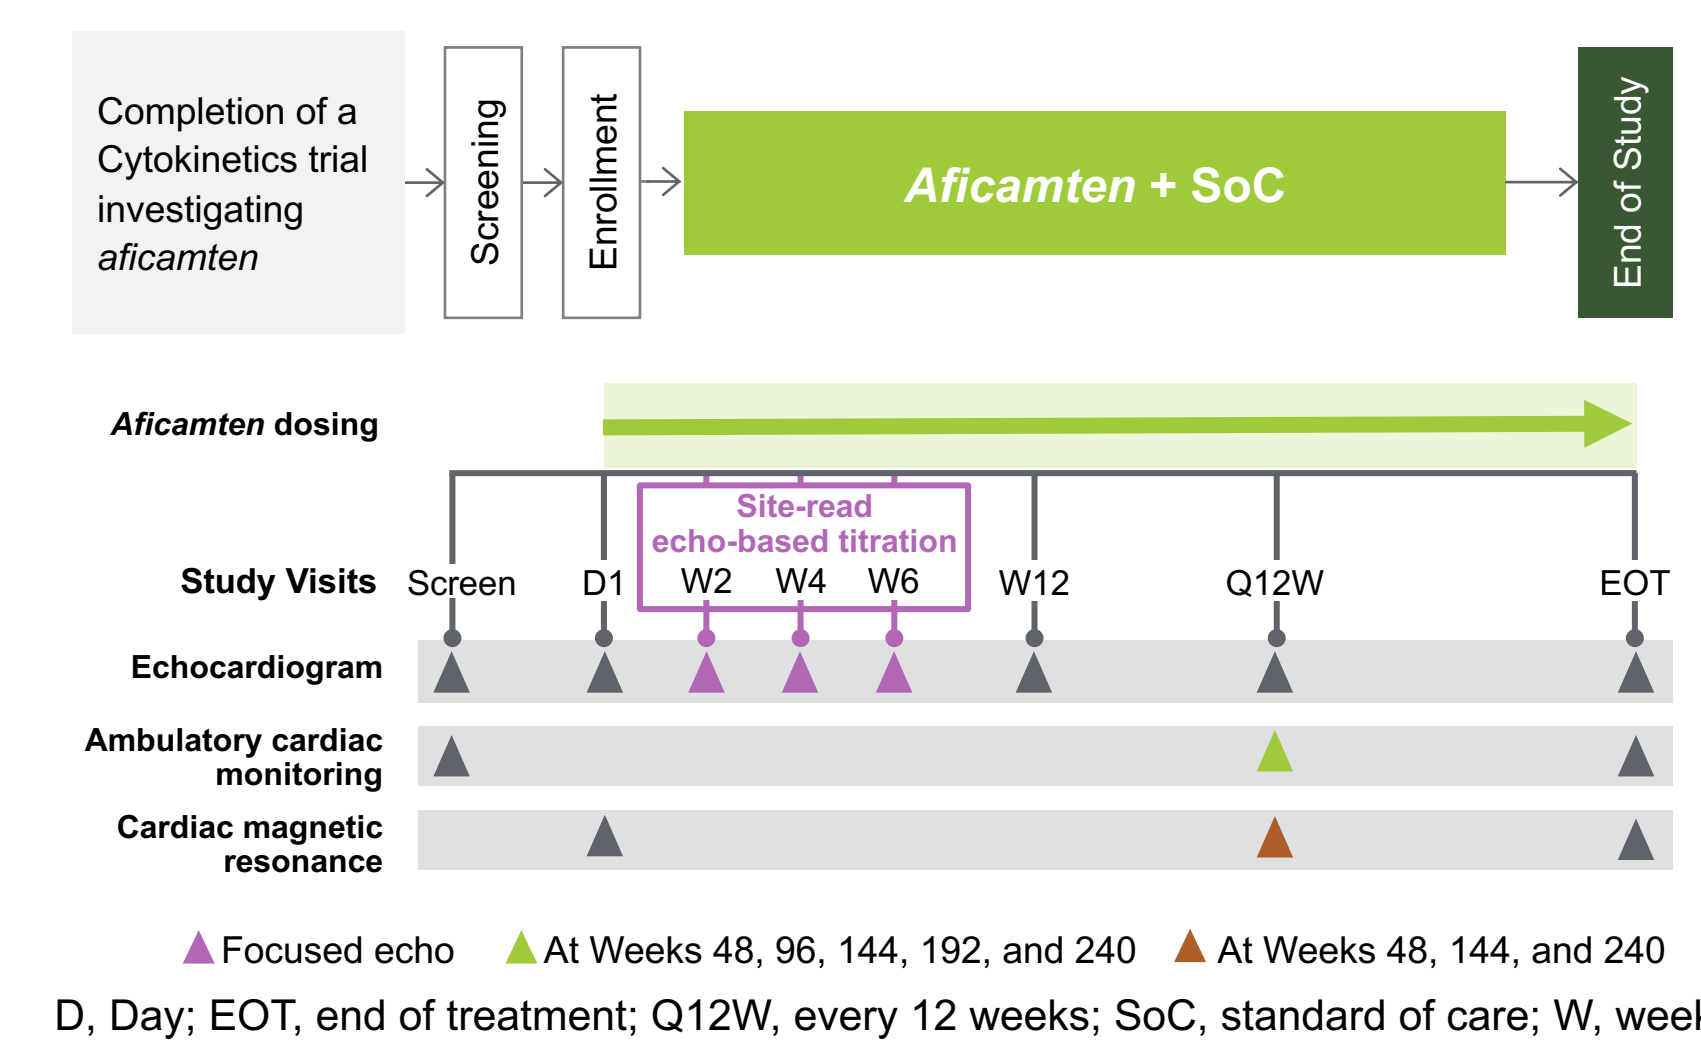 Completion of a
Cytokinetics trial
investigating
aficamten
Screening
Enrollment
Aficamten + SoC
End of Study
Aficamten dosing
Site-read
echo-based titration
Study Visits Screen D1 W2 W4 W6 W12 Q12W EOT
Echocardiogram
Ambulatory cardiac
monitoring
Cardiac magnetic
resonance
Focused echo At Weeks 48, 96, 144, 192, and 240 At Weeks 48, 144, and 240
D, Day; EOT, end of treatment; Q12W, every 12 weeks; SoC, standard of care; W,